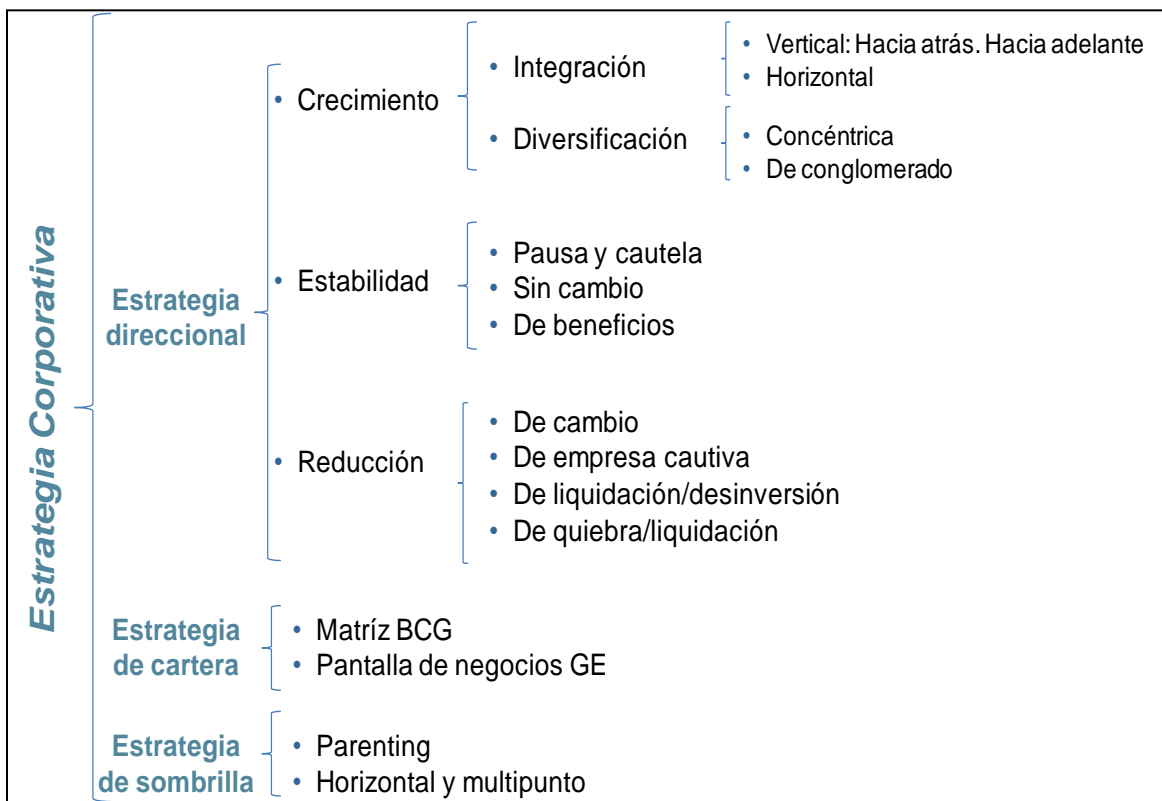 Estrategia Corporativa
Estrategia
direccional
• Crecimiento
• Integración
• Vertical: Hacia atrás. Hacia adelante
• Horizontal
• Diversificación
• Concéntrica
• De conglomerado
• Estabilidad
• Pausa y cautela
• Sin cambio
• De beneficios
• Reducción
• De cambio
• De empresa cautiva
• De liquidación/desinversión
• De quiebra/liquidación
Estrategia
de cartera
• Matríz BCG
• Pantalla de negocios GE
Estrategia
de sombrilla
• Parenting
• Horizontal y multipunto